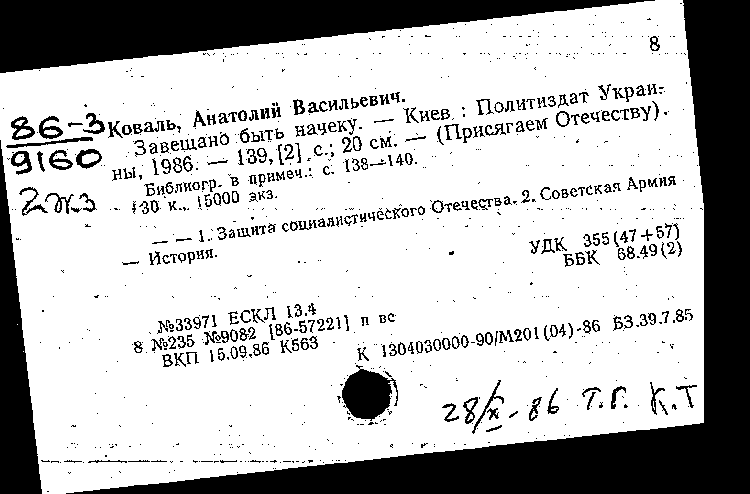 8
86-3
9160
2 экз
Коваль, Анатолий Васильевич.
Завещано быть начеку. — Киев : Политиздат Украи-
ны, 1986. — 139, [2] с.; 20 см. — (Присягаем Отечеству).
Библиогр. в примеч.: с. 138—140.
30 к., 15000 экз.
— — 1. Защита социалистического Отечества. 2. Советская Армия
— История.
УДК 355(47+57)
ББК 68.49(2)
№33971 ЕСКЛ 13.4
8 №235 №9082 [86-57221] п вс
ВКП 15.09.86 К563
К 1304030000-90/М201(04)-86 БЗ.39.7.85
28/X-86 Т.Г. К.Т